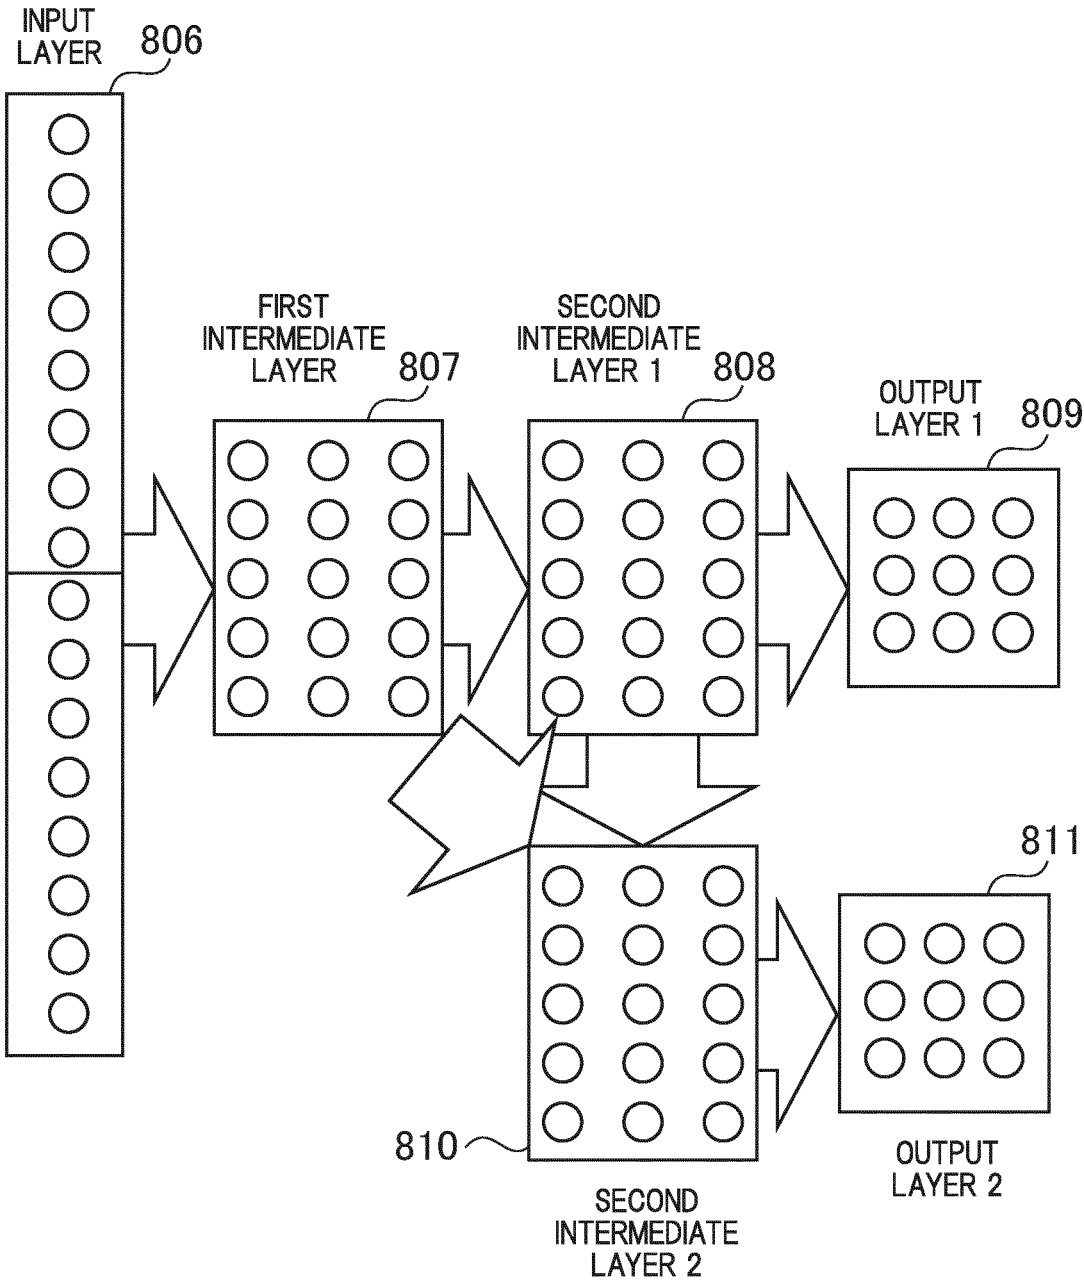 INPUT
LAYER
806
FIRST
INTERMEDIATE
LAYER
807
SECOND
INTERMEDIATE
LAYER 1
808
OUTPUT
LAYER 1
809
810
SECOND
INTERMEDIATE
LAYER 2
811
OUTPUT
LAYER 2